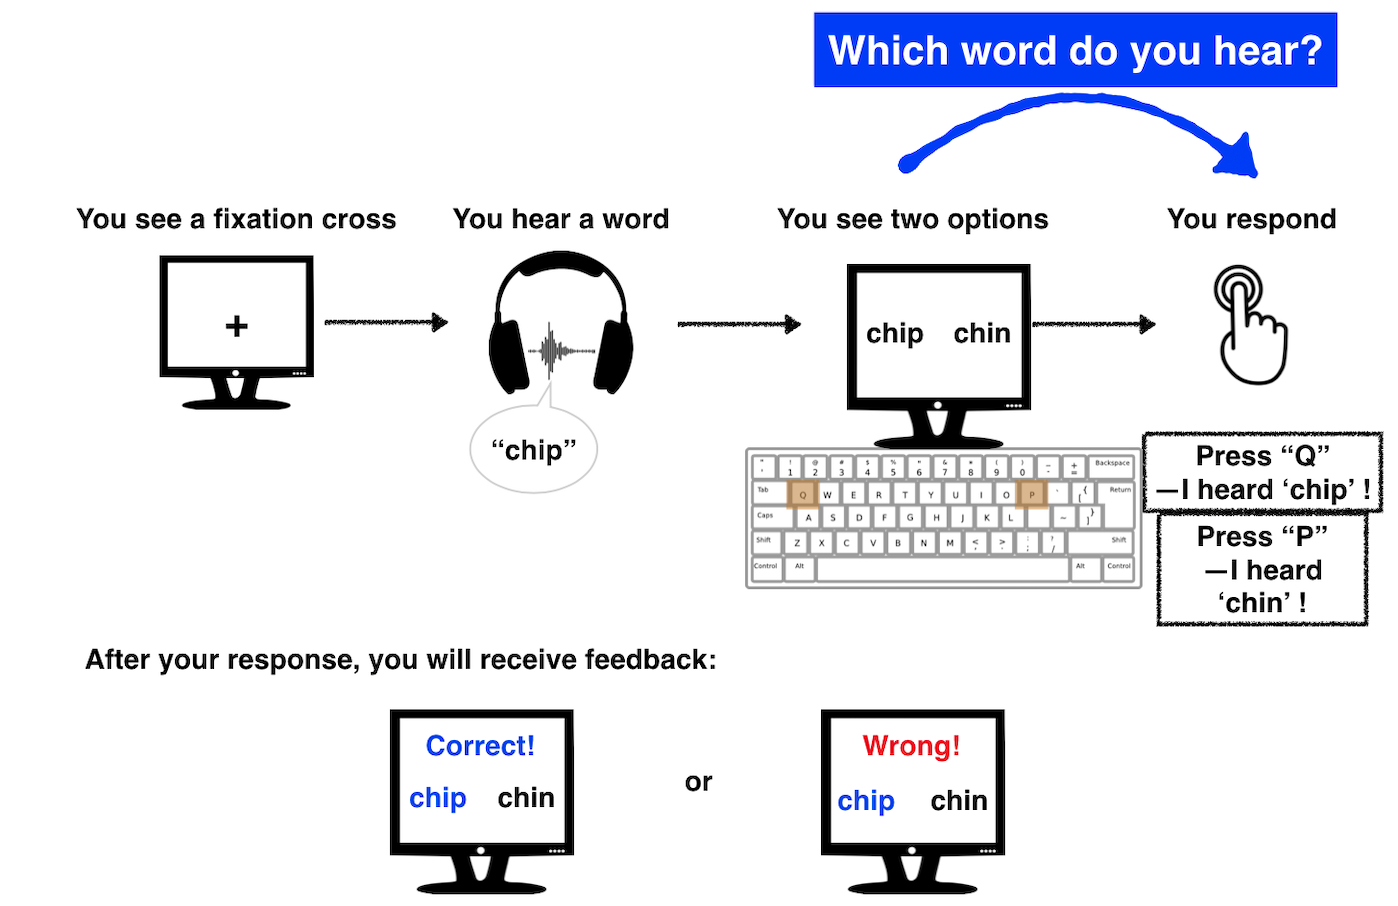 Which word do you hear?
You see a fixation cross
You hear a word
You see two options
You respond
+
“chip”
chip chin
Press “Q”
—I heard ‘chip’ !
Press “P”
—I heard
‘chin’ !
! @ # $ % " & * ( ) _ + Backspace
1 2 3 4 5 6 7 8 9 0 - =
Tab Q W E R T Y U I O P { [ Return
Caps A S D F G H J K L ~ } ]
Shift Z X C V B N M < , > . : ; ? / Shift
Control Alt Alt Control
After your response, you will receive feedback:
Correct!
chip chin
or
Wrong!
chip chin